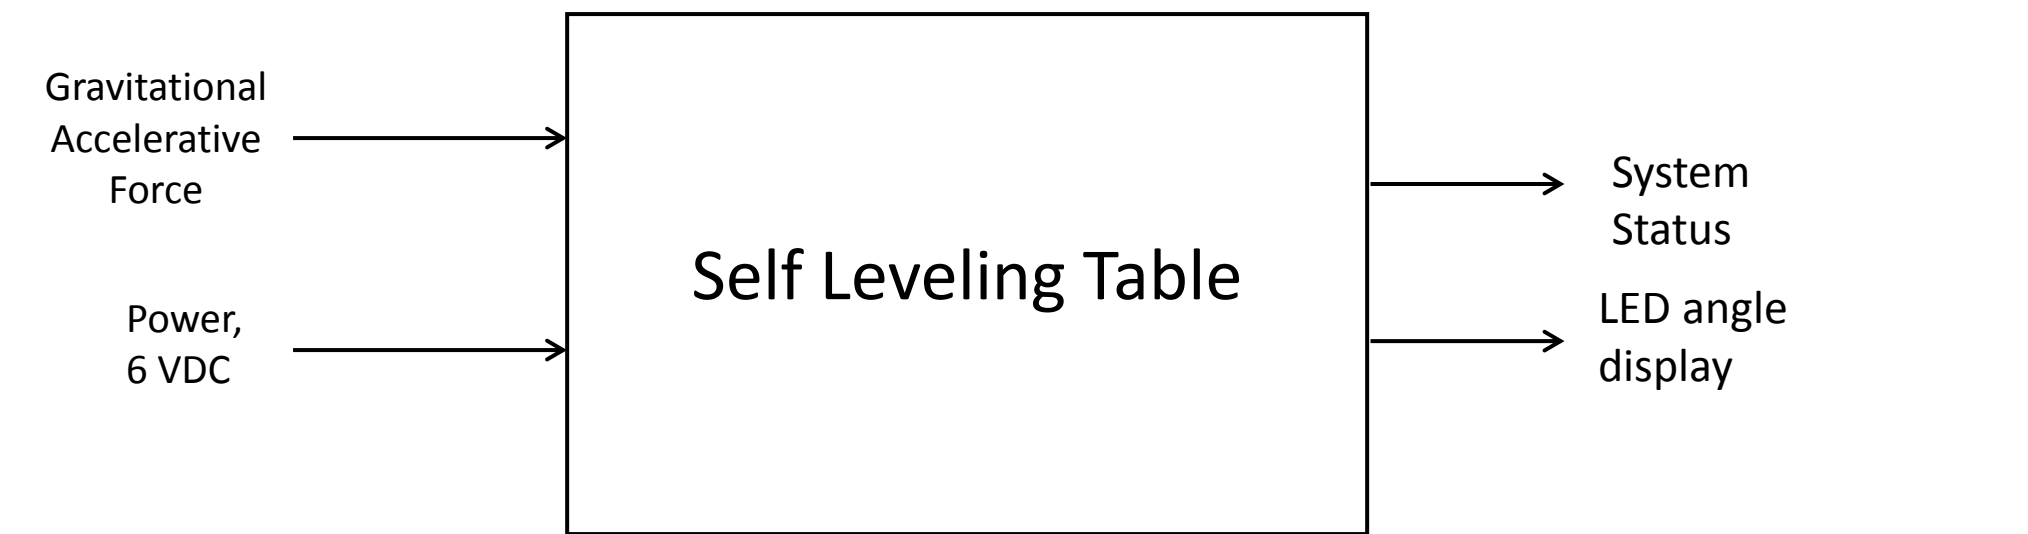 Gravitational
Accelerative
Force
Power,
6 VDC
Self Leveling Table
System
Status
LED angle
display